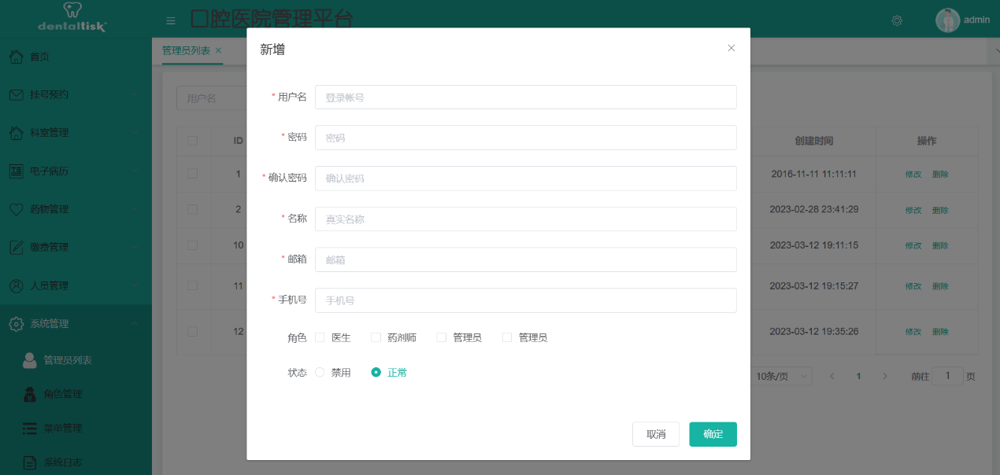 dentaltisk
口腔医院管理平台
admin
首页
挂号预约
科室管理
电子病历
药物管理
缴费管理
人员管理
系统管理
管理员列表
角色管理
菜单管理
系统日志
管理员列表 ×
用户名
ID 创建时间 操作
1 2016-11-11 11:11:11 修改 删除
2 2023-02-28 23:41:29 修改 删除
10 2023-03-12 19:11:15 修改 删除
11 2023-03-12 19:15:27 修改 删除
12 2023-03-12 19:35:26 修改 删除
10条/页 1 前往 1 页
新增
* 用户名 登录帐号
* 密码 密码
* 确认密码 确认密码
* 名称 真实名称
* 邮箱 邮箱
* 手机号 手机号
角色 医生 药剂师 管理员 管理员
状态 禁用 正常
取消 确定